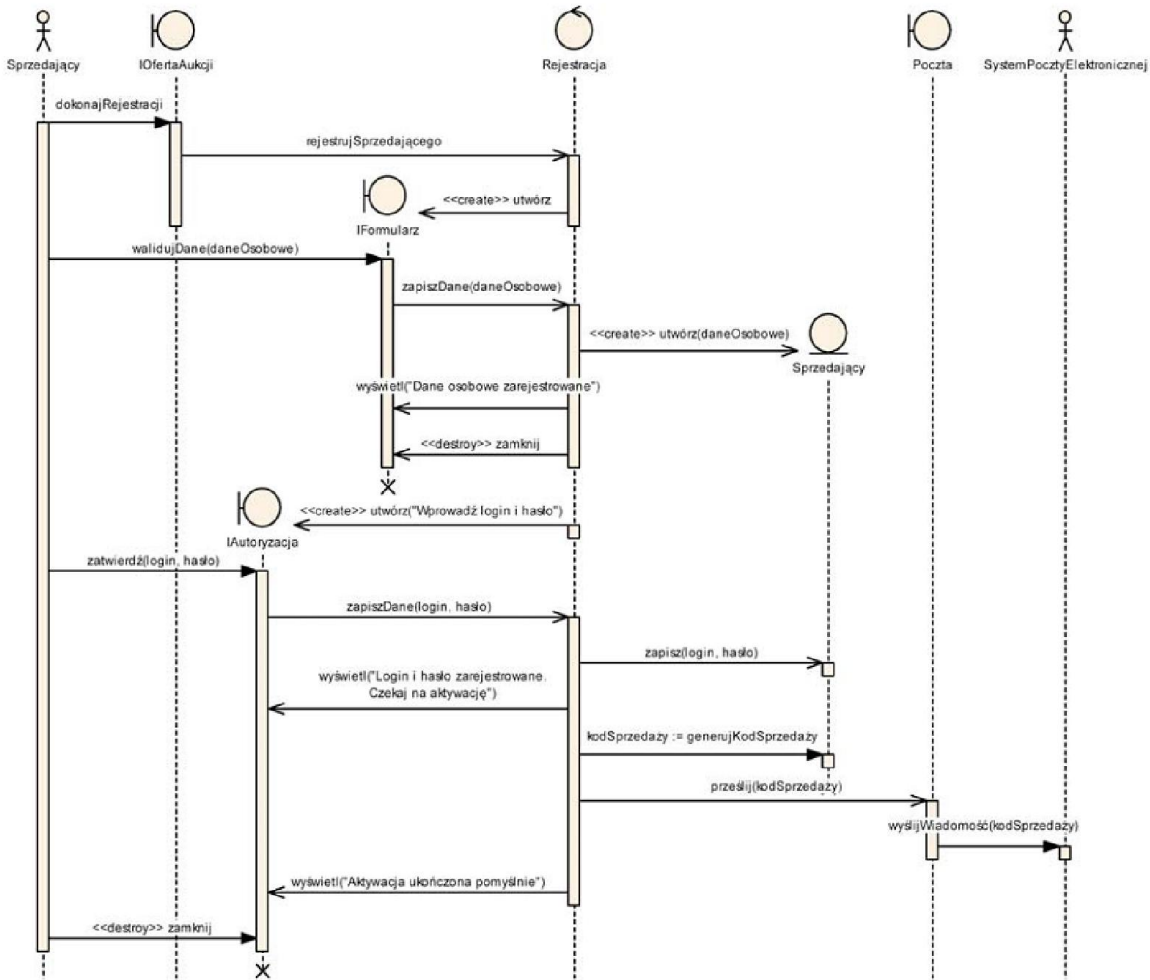 Sprzedający
IOfertaAukcji
Rejestracja
Poczta
SystemPocztyElektronicznej
dokonajRejestracji
rejestrujSprzedającego
<<create>> utwórz
IFormularz
walidujDane(daneOsobowe)
zapiszDane(daneOsobowe)
<<create>> utwórz(daneOsobowe)
Sprzedający
wyświetl("Dane osobowe zarejestrowane")
<<destroy>> zamknij
<<create>> utwórz("Wprowadź login i hasło")
IAutoryzacja
zatwierdź(login, hasło)
zapiszDane(login, hasło)
zapisz(login, hasło)
wyświetl("Login i hasło zarejestrowane.
Czekaj na aktywację")
kodSprzedaży := generujKodSprzedaży
prześlij(kodSprzedaży)
wyślijWiadomość(kodSprzedaży)
wyświetl("Aktywacja ukończona pomyślnie")
<<destroy>> zamknij